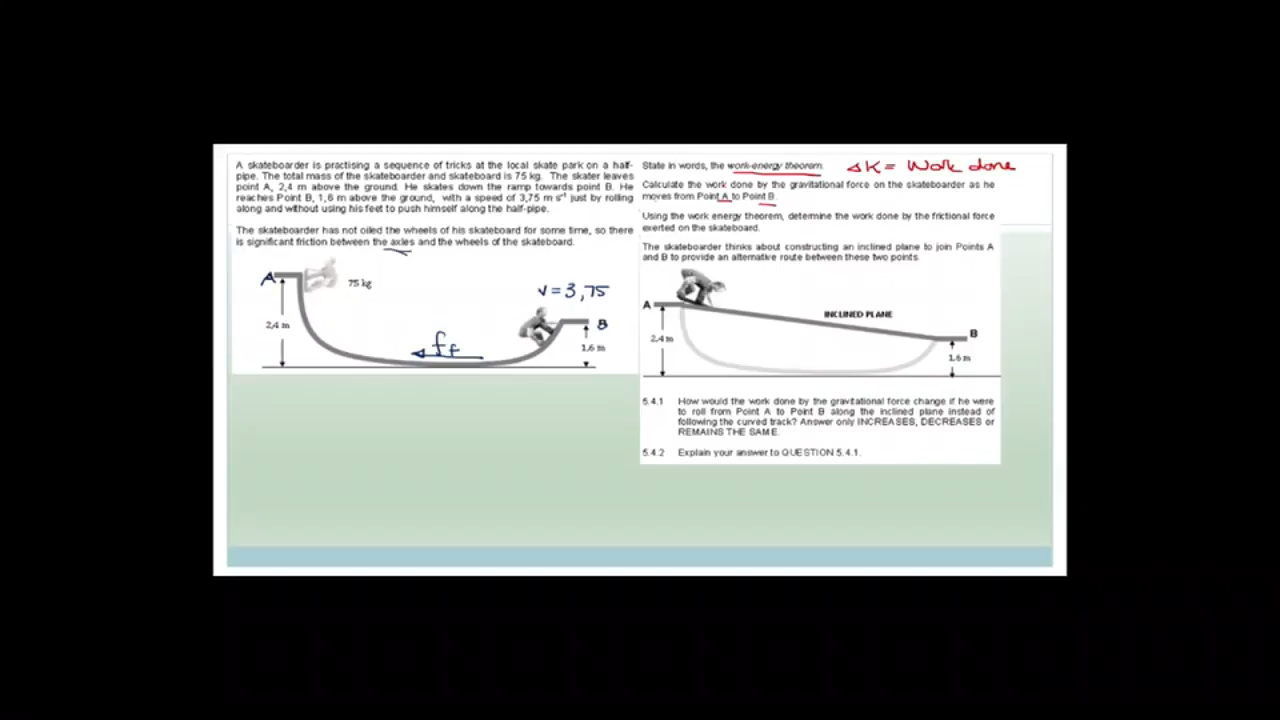 A skateboarder is practising a sequence of tricks at the local skate park on a half-
pipe. The total mass of the skateboarder and skateboard is 75 kg. The skater leaves
point A, 2,4 m above the ground. He skates down the ramp towards point B. He
reaches Point B, 1,6 m above the ground, with a speed of 3,75 m s⁻¹ just by rolling
along and without using his feet to push himself along the half-pipe.
The skateboarder has not oiled the wheels of his skateboard for some time, so there
is significant friction between the axles and the wheels of the skateboard.
A
75 kg
v = 3,75
2,4 m
B
1,6 m
ff
State in words, the work-energy theorem.
ΔK = Work done
Calculate the work done by the gravitational force on the skateboarder as he
moves from Point A to Point B.
Using the work energy theorem, determine the work done by the frictional force
exerted on the skateboard.
The skateboarder thinks about constructing an inclined plane to join Points A
and B to provide an alternative route between these two points.
A
INCLINED PLANE
B
2,4 m
1,6 m
5.4.1 How would the work done by the gravitational force change if he were
to roll from Point A to Point B along the inclined plane instead of
following the curved track? Answer only INCREASES, DECREASES or
REMAINS THE SAME.
5.4.2 Explain your answer to QUESTION 5.4.1.